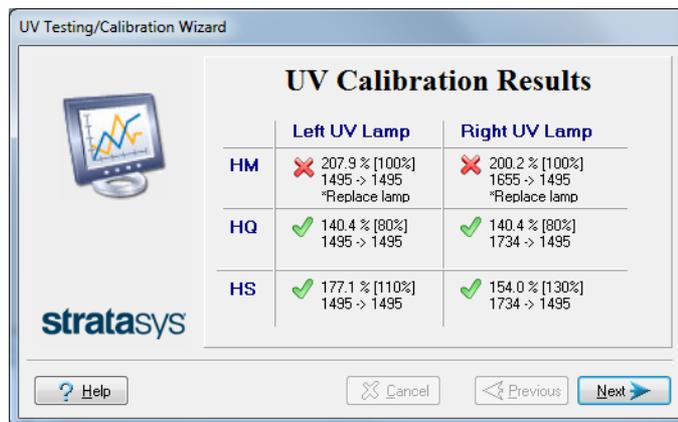 UV Testing/Calibration Wizard
UV Calibration Results
Left UV Lamp Right UV Lamp
HM 207.9 % [100%] 200.2 % [100%]
1495 -> 1495 1655 -> 1495
*Replace lamp *Replace lamp
HQ 140.4 % [80%] 140.4 % [80%]
1495 -> 1495 1734 -> 1495
HS 177.1 % [110%] 154.0 % [130%]
1495 -> 1495 1734 -> 1495
stratasys
? Help Cancel Previous Next